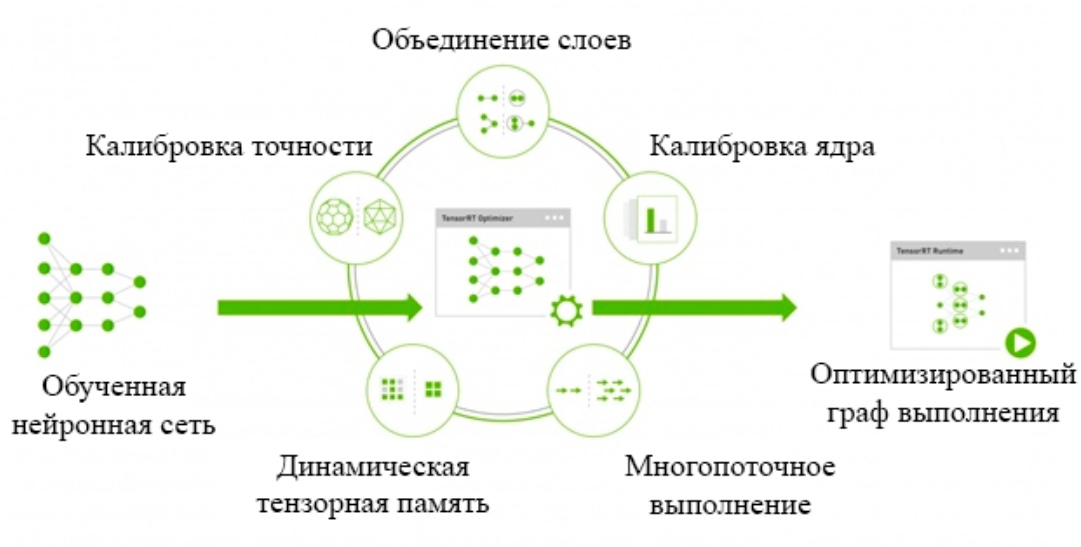 Объединение слоев
Калибровка точности
Калибровка ядра
TensorRT Optimizer
TensorRT Runtime
Обученная
нейронная сеть
Оптимизированный
граф выполнения
Динамическая
тензорная память
Многопоточное
выполнение